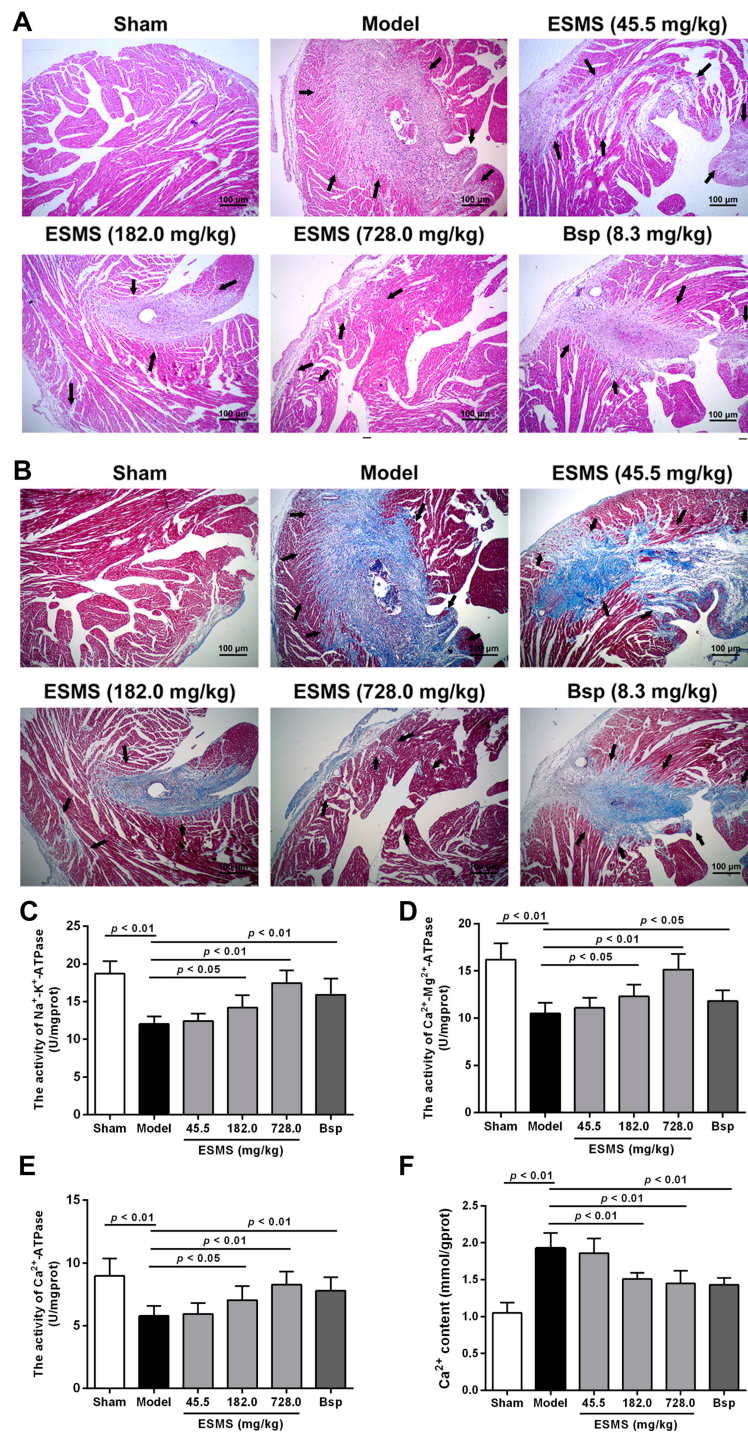 A
Sham
Model
ESMS (45.5 mg/kg)
100 µm
100 µm
100 µm
ESMS (182.0 mg/kg)
ESMS (728.0 mg/kg)
Bsp (8.3 mg/kg)
100 µm
100 µm
100 µm
B
Sham
Model
ESMS (45.5 mg/kg)
100 µm
100 µm
100 µm
ESMS (182.0 mg/kg)
ESMS (728.0 mg/kg)
Bsp (8.3 mg/kg)
100 µm
100 µm
100 µm
C
The activity of Na⁺-K⁺-ATPase
(U/mgprot)
25
20
15
10
5
0
p < 0.01
p < 0.01
p < 0.01
p < 0.05
Sham
Model
45.5
182.0
728.0
Bsp
ESMS (mg/kg)
D
The activity of Ca²⁺-Mg²⁺-ATPase
(U/mgprot)
20
15
10
5
0
p < 0.01
p < 0.05
p < 0.01
p < 0.05
Sham
Model
45.5
182.0
728.0
Bsp
ESMS (mg/kg)
E
The activity of Ca²⁺-ATPase
(U/mgprot)
15
10
5
0
p < 0.01
p < 0.01
p < 0.01
p < 0.05
Sham
Model
45.5
182.0
728.0
Bsp
ESMS (mg/kg)
F
Ca²⁺ content (mmol/gprot)
2.5
2.0
1.5
1.0
0.5
0.0
p < 0.01
p < 0.01
p < 0.01
p < 0.01
Sham
Model
45.5
182.0
728.0
Bsp
ESMS (mg/kg)